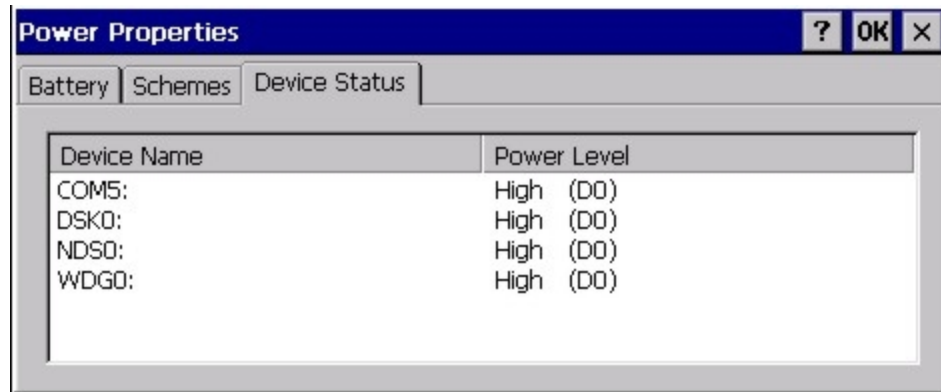 Power Properties ? OK ×
Battery Schemes Device Status
Device Name Power Level
COM5: High (D0)
DSK0: High (D0)
NDS0: High (D0)
WDG0: High (D0)